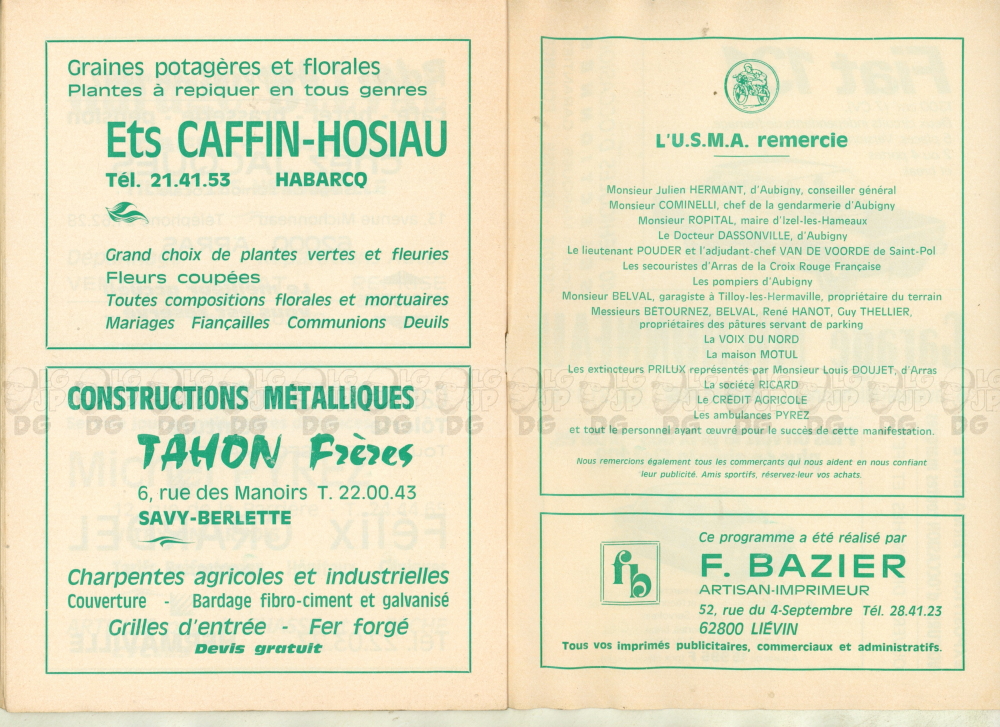 Graines potagères et florales
Plantes à repiquer en tous genres
Ets CAFFIN-HOSIAU
Tél. 21.41.53 HABARCQ
Grand choix de plantes vertes et fleuries
Fleurs coupées
Toutes compositions florales et mortuaires
Mariages Fiançailles Communions Deuils
CONSTRUCTIONS MÉTALLIQUES
TAHON Frères
6, rue des Manoirs T. 22.00.43
SAVY-BERLETTE
Charpentes agricoles et industrielles
Couverture - Bardage fibro-ciment et galvanisé
Grilles d'entrée - Fer forgé
Devis gratuit
L'U.S.M.A. remercie
Monsieur Julien HERMANT, d'Aubigny, conseiller général
Monsieur COMINELLI, chef de la gendarmerie d'Aubigny
Monsieur ROPITAL, maire d'Izel-les-Hameaux
Le Docteur DASSONVILLE, d'Aubigny
Le lieutenant POUDER et l'adjudant-chef VAN DE VOORDE de Saint-Pol
Les secouristes d'Arras de la Croix Rouge Française
Les pompiers d'Aubigny
Monsieur BELVAL, garagiste à Tilloy-les-Hermaville, propriétaire du terrain
Messieurs BETOURNEZ, BELVAL, René HANOT, Guy THELLIER,
propriétaires des pâtures servant de parking
La VOIX DU NORD
La maison MOTUL
Les extincteurs PRILUX représentés par Monsieur Louis DOUJET, d'Arras
La société RICARD
Le CRÉDIT AGRICOLE
Les ambulances PYREZ
et tout le personnel ayant œuvré pour le succès de cette manifestation.
Nous remercions également tous les commerçants qui nous aident en nous confiant
leur publicité. Amis sportifs, réservez-leur vos achats.
fb
Ce programme a été réalisé par
F. BAZIER
ARTISAN-IMPRIMEUR
52, rue du 4-Septembre Tél. 28.41.23
62800 LIÉVIN
Tous vos imprimés publicitaires, commerciaux et administratifs.